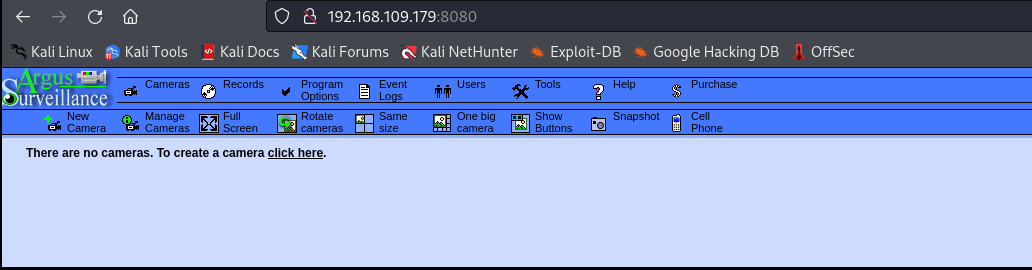 192.168.109.179:8080
Kali Linux Kali Tools Kali Docs Kali Forums Kali NetHunter Exploit-DB Google Hacking DB OffSec
Argus
Surveillance
Cameras Records Program Options Event Logs Users Tools Help Purchase
New Camera Manage Cameras Full Screen Rotate cameras Same size One big camera Show Buttons Snapshot Cell Phone
There are no cameras. To create a camera click here.